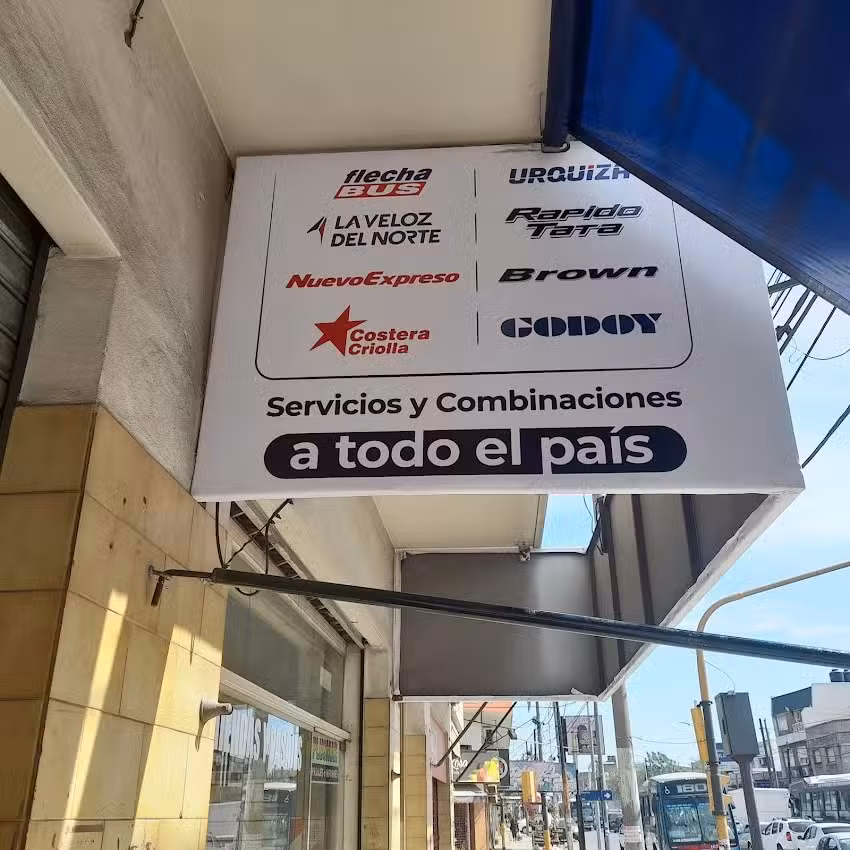 flecha
BUS
LA VELOZ
DEL NORTE
NuevoExpreso
Costera
Criolla
URQUIZA
Rapido
Tata
Brown
GODOY
Servicios y Combinaciones
a todo el país
180